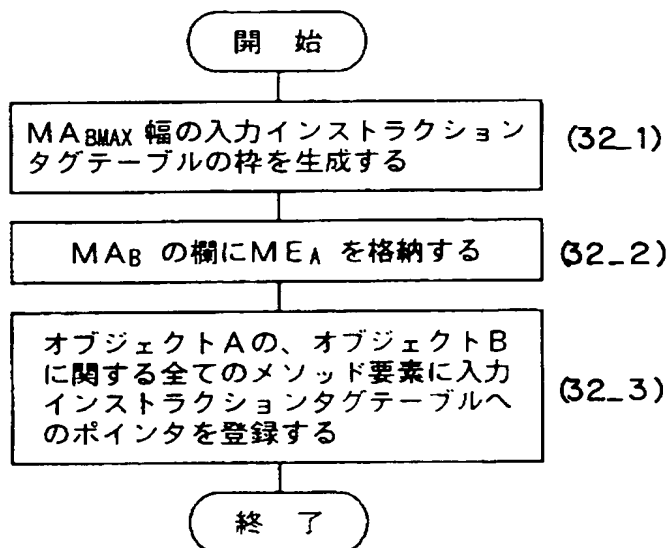 開 始
MABMAX 幅の入力インストラクション
タグテーブルの枠を生成する
(32_1)
MAB の欄にMEA を格納する
(32_2)
オブジェクトAの、オブジェクトB
に関する全てのメソッド要素に入力
インストラクションタグテーブルへ
のポインタを登録する
(32_3)
終 了